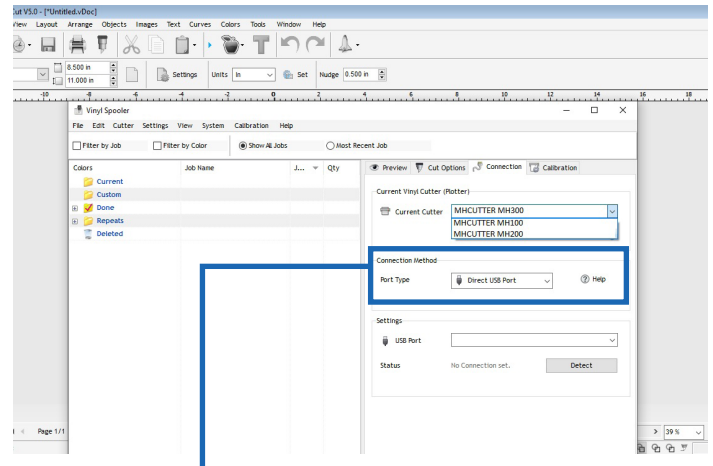 Cut V5.0 - [*Untitled.vDoc]
View Layout Arrange Objects Images Text Curves Colors Tools Window Help
8.500 in
11.000 in
Settings Units in Set Nudge 0.500 in
-10 -8 -6 -4 -2 0 2 4 6 8 10 12 14 16 18
Vinyl Spooler
File Edit Cutter Settings View System Calibration Help
Filter by Job Filter by Color Show All Jobs Most Recent Job
Colors Job Name J... Qty
Preview Cut Options Connection Calibration
Current
Custom
Done
Repeats
Deleted
Current Vinyl Cutter (Plotter)
Current Cutter MHCUTTER MH300
MHCUTTER MH100
MHCUTTER MH200
Connection Method
Port Type Direct USB Port Help
Settings
USB Port
Status No Connection set. Detect
Page 1/1
39 %